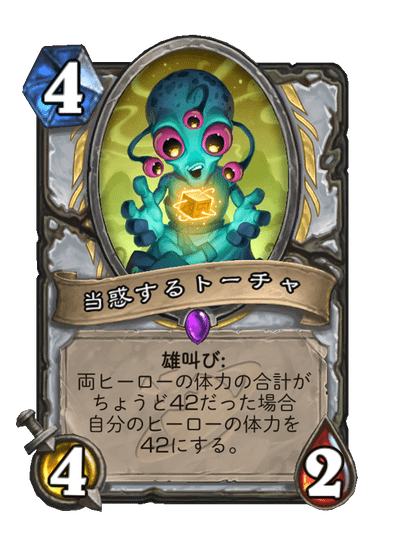 4
当惑するトーチャ
雄叫び:
両ヒーローの体力の合計が
ちょうど42だった場合
自分のヒーローの体力を
42にする。
4
2